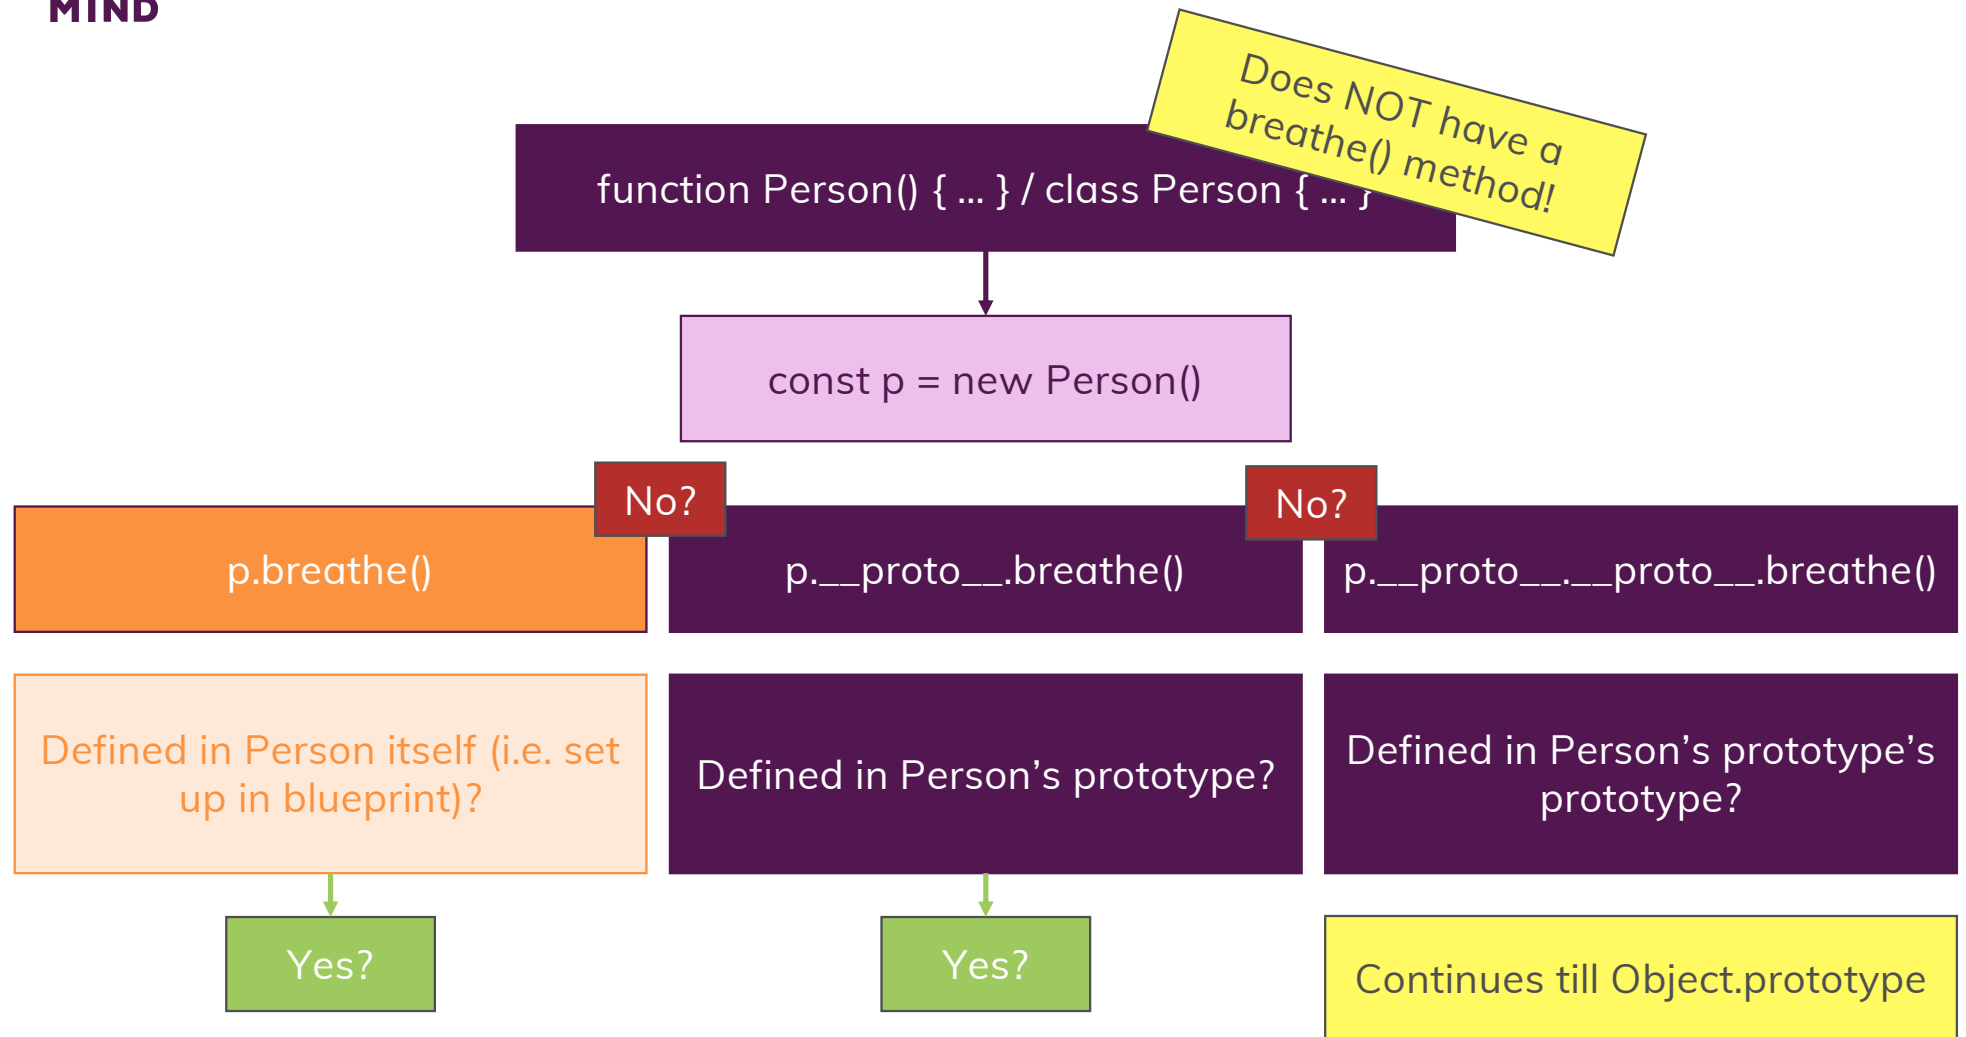 MIND
Does NOT have a
breathe() method!
function Person() { ... } / class Person { ... }
const p = new Person()
No?
No?
p.breathe()
p.__proto__.breathe()
p.__proto__.__proto__.breathe()
Defined in Person itself (i.e. set
up in blueprint)?
Defined in Person’s prototype?
Defined in Person’s prototype’s
prototype?
Yes?
Yes?
Continues till Object.prototype